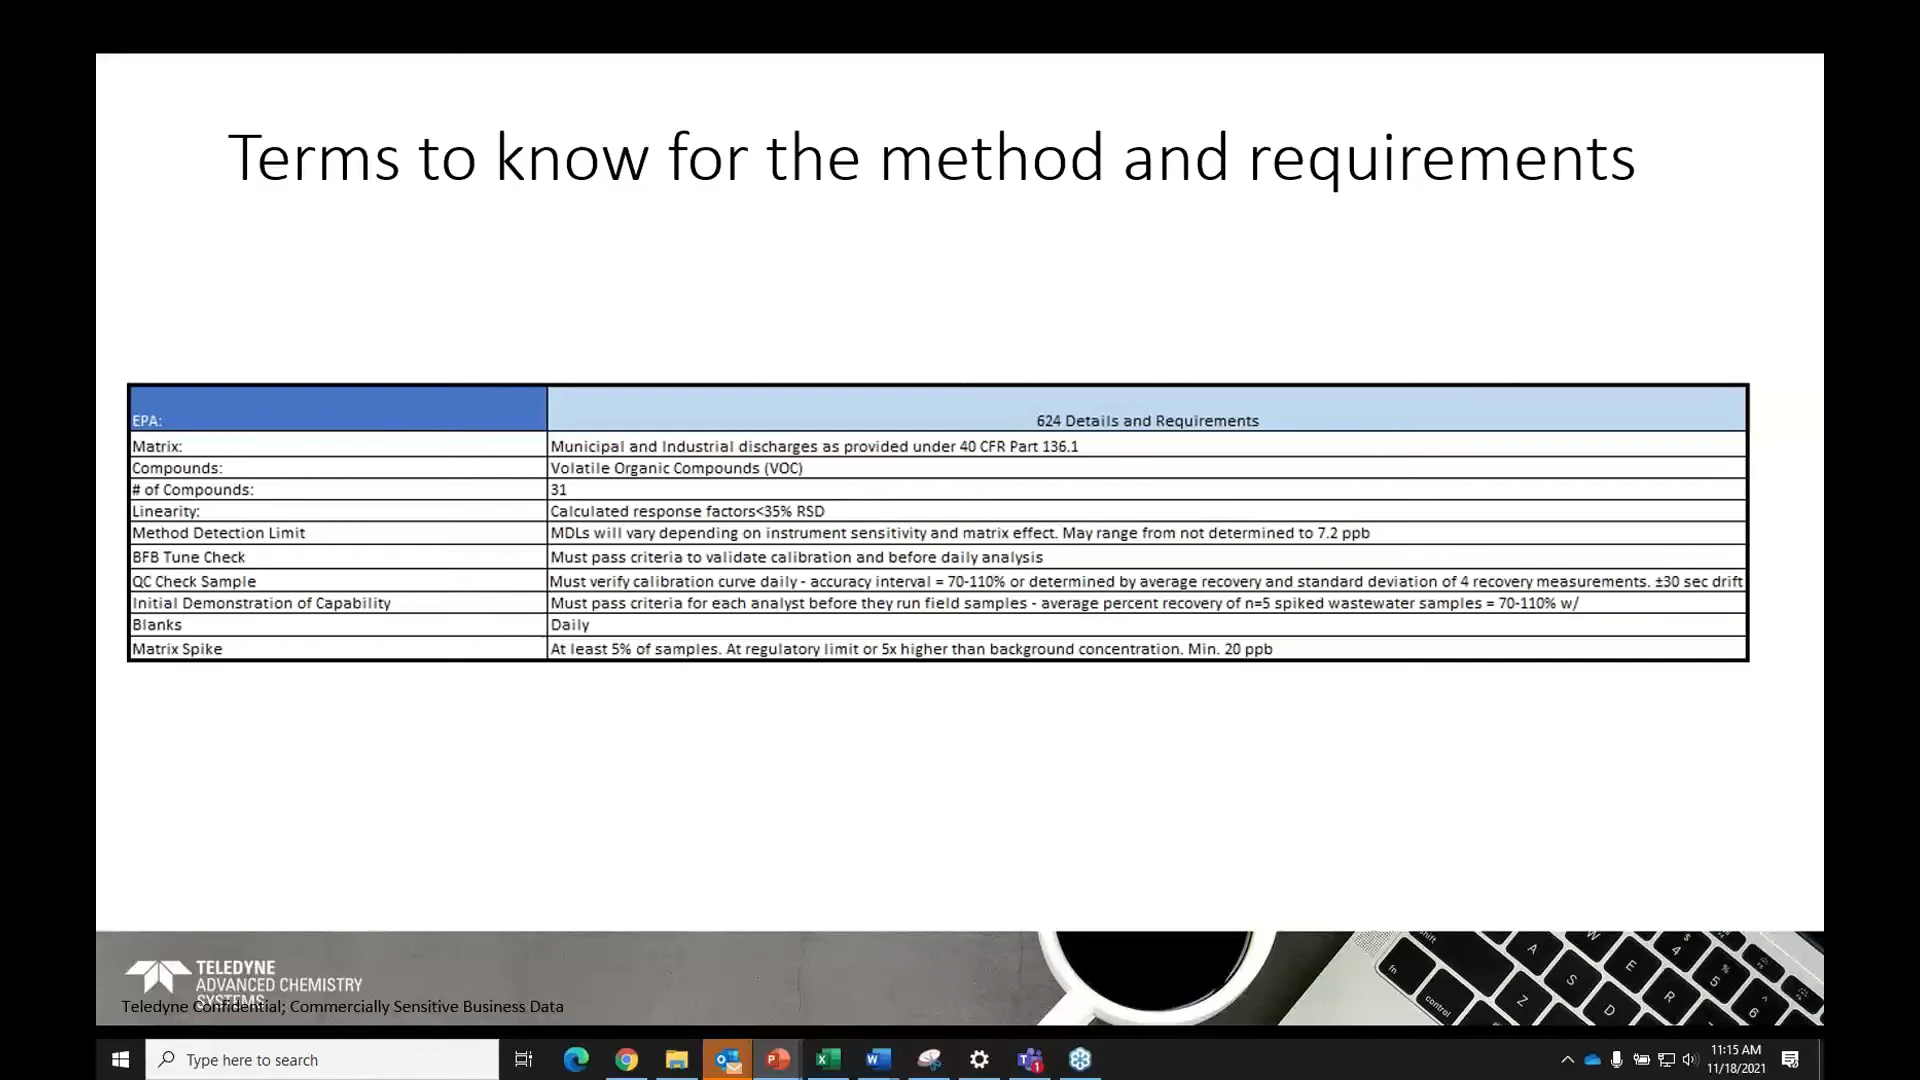 Terms to know for the method and requirements
EPA: 624 Details and Requirements
Matrix: Municipal and Industrial discharges as provided under 40 CFR Part 136.1
Compounds: Volatile Organic Compounds (VOC)
# of Compounds: 31
Linearity: Calculated response factors<35% RSD
Method Detection Limit MDLs will vary depending on instrument sensitivity and matrix effect. May range from not determined to 7.2 ppb
BFB Tune Check Must pass criteria to validate calibration and before daily analysis
QC Check Sample Must verify calibration curve daily - accuracy interval = 70-110% or determined by average recovery and standard deviation of 4 recovery measurements. ±30 sec drift
Initial Demonstration of Capability Must pass criteria for each analyst before they run field samples - average percent recovery of n=5 spiked wastewater samples = 70-110% w/
Blanks Daily
Matrix Spike At least 5% of samples. At regulatory limit or 5x higher than background concentration. Min. 20 ppb
TELEDYNE
ADVANCED CHEMISTRY
SYSTEMS
Teledyne Confidential; Commercially Sensitive Business Data
shift W 4 $ 5 %
fn A E 6 ^
control S R
Z D
Type here to search
11:15 AM
11/18/2021